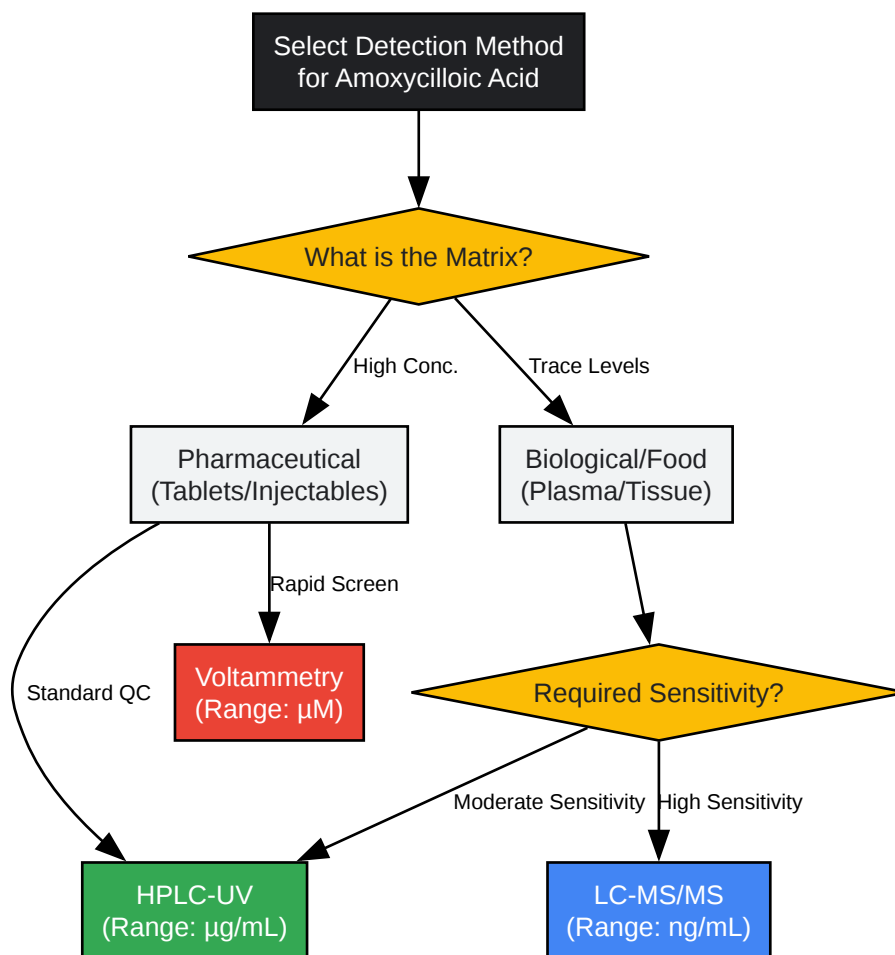 Select Detection Method
for Amoxycilloic Acid
What is the Matrix?
High Conc.
Trace Levels
Pharmaceutical
(Tablets/Injectables)
Biological/Food
(Plasma/Tissue)
Rapid Screen
Standard QC
Voltammetry
(Range: µM)
Required Sensitivity?
Moderate Sensitivity
High Sensitivity
HPLC-UV
(Range: µg/mL)
LC-MS/MS
(Range: ng/mL)